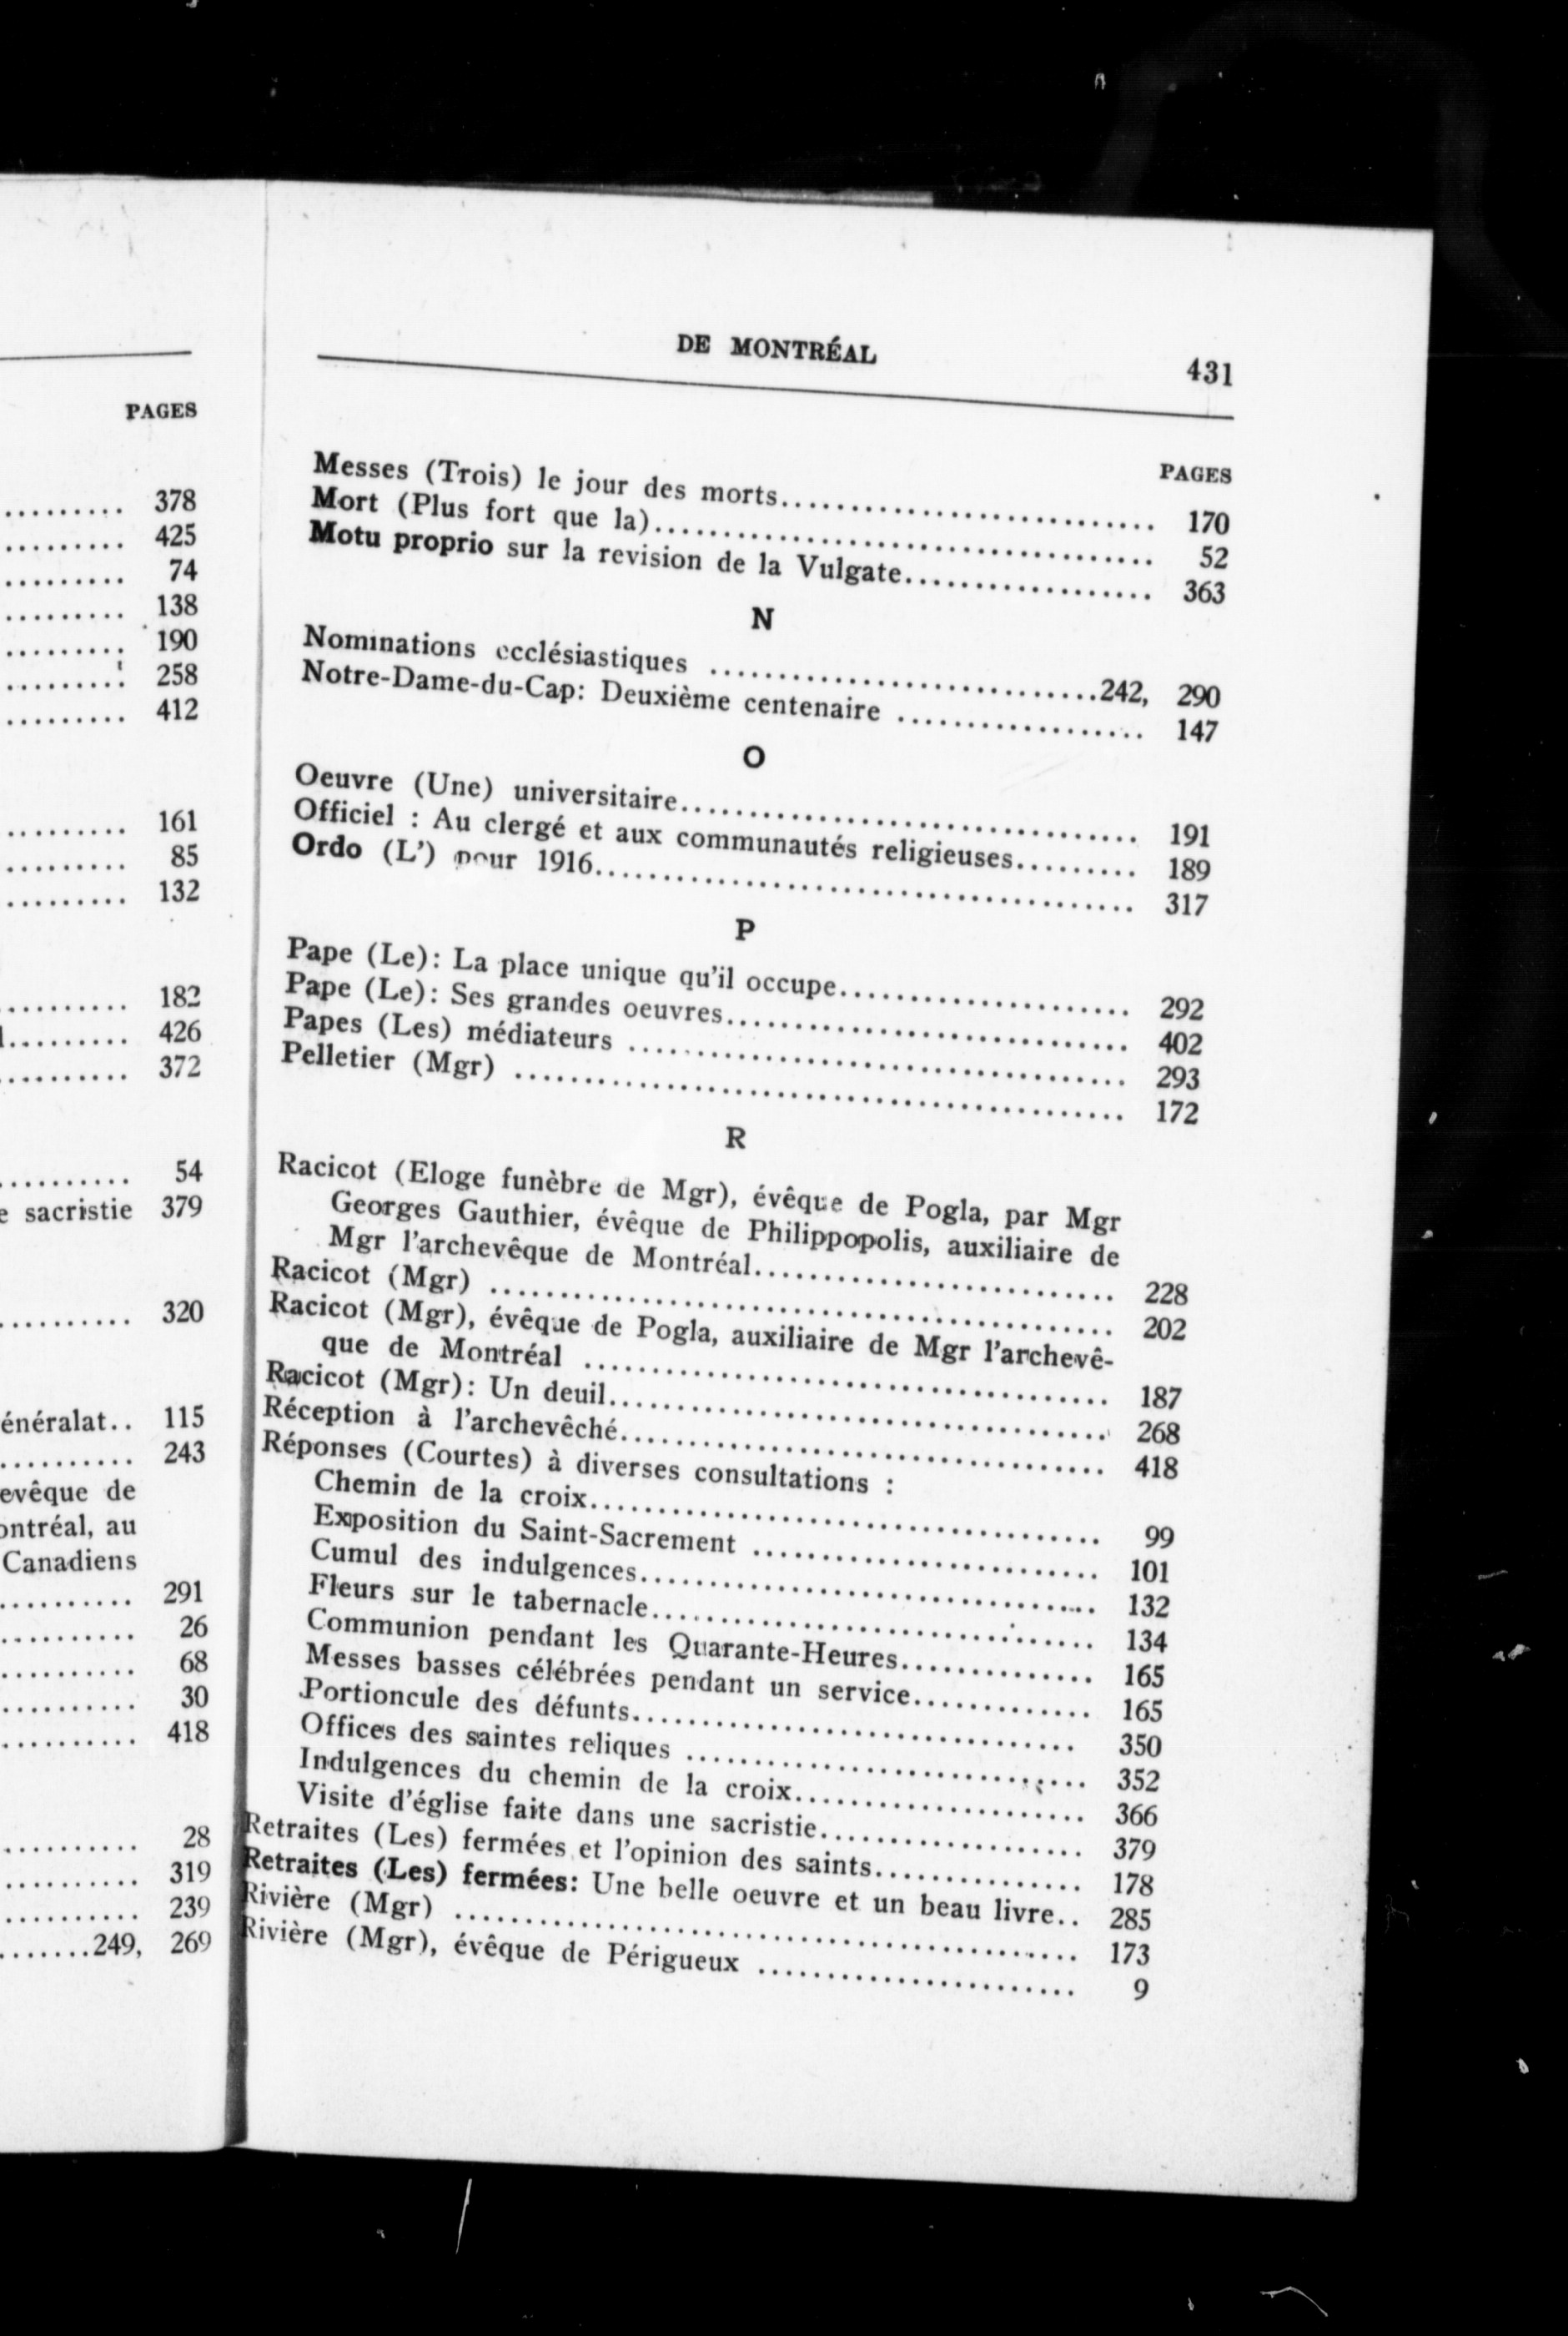 PAGES
......... 378
......... 425
......... 74
......... 138
......... 190
......... 258
......... 412
......... 161
......... 85
......... 132
.......... 182
......... 426
.......... 372
.......... 54
sacristie 379
.......... 320
énéralat.. 115
.......... 243
evêque de
ontréal, au
Canadiens
.......... 291
.......... 26
.......... 68
.......... 30
.......... 418
.......... 28
.......... 319
.......... 239
.......249, 269
DE MONTRÉAL 431
PAGES
Messes (Trois) le jour des morts........................... 170
Mort (Plus fort que la).................................... 52
Motu proprio sur la revision de la Vulgate.................. 363
N
Nominations ecclésiastiques ............................242, 290
Notre-Dame-du-Cap: Deuxième centenaire .................. 147
O
Oeuvre (Une) universitaire................................. 191
Officiel : Au clergé et aux communautés religieuses......... 189
Ordo (L') pour 1916....................................... 317
P
Pape (Le): La place unique qu'il occupe..................... 292
Pape (Le): Ses grandes oeuvres............................. 402
Papes (Les) médiateurs .................................... 293
Pelletier (Mgr) ............................................ 172
R
Racicot (Eloge funèbre de Mgr), évêque de Pogla, par Mgr
Georges Gauthier, évêque de Philippopolis, auxiliaire de
Mgr l'archevêque de Montréal.......................... 228
Racicot (Mgr) ............................................. 202
Racicot (Mgr), évêque de Pogla, auxiliaire de Mgr l'archevê-
que de Montréal ...................................... 187
Racicot (Mgr): Un deuil.................................... 268
Réception à l'archevêché................................... 418
Réponses (Courtes) à diverses consultations :
Chemin de la croix..................................... 99
Exposition du Saint-Sacrement ......................... 101
Cumul des indulgences................................. 132
Fleurs sur le tabernacle................................ 134
Communion pendant les Quarante-Heures.............. 165
Messes basses célébrées pendant un service............. 165
Portioncule des défunts................................ 350
Offices des saintes reliques ............................. 352
Indulgences du chemin de la croix..................... 366
Visite d'église faite dans une sacristie................... 379
Retraites (Les) fermées et l'opinion des saints............... 178
Retraites (Les) fermées: Une belle oeuvre et un beau livre.. 285
Rivière (Mgr) ............................................. 173
Rivière (Mgr), évêque de Périgueux ....................... 9